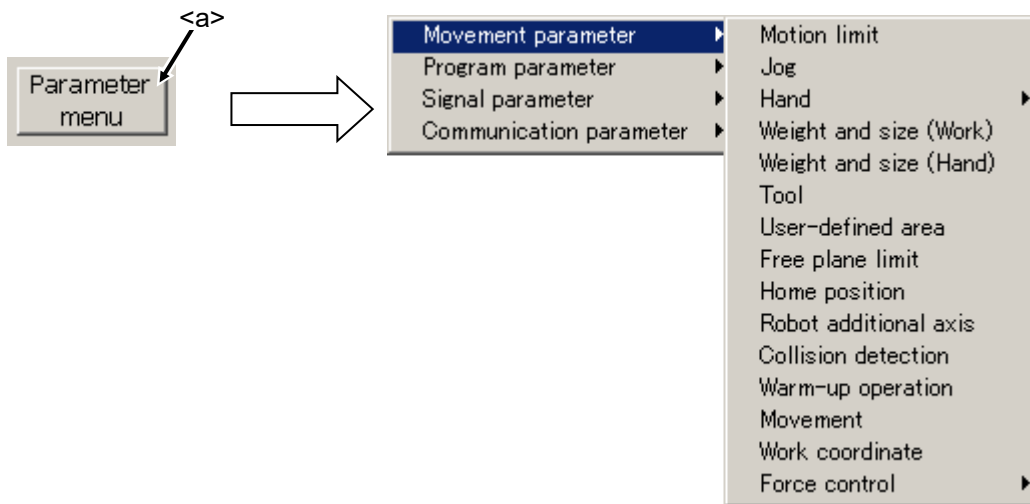 <a>
Parameter
menu
Movement parameter
Program parameter
Signal parameter
Communication parameter
Motion limit
Jog
Hand
Weight and size (Work)
Weight and size (Hand)
Tool
User-defined area
Free plane limit
Home position
Robot additional axis
Collision detection
Warm-up operation
Movement
Work coordinate
Force control